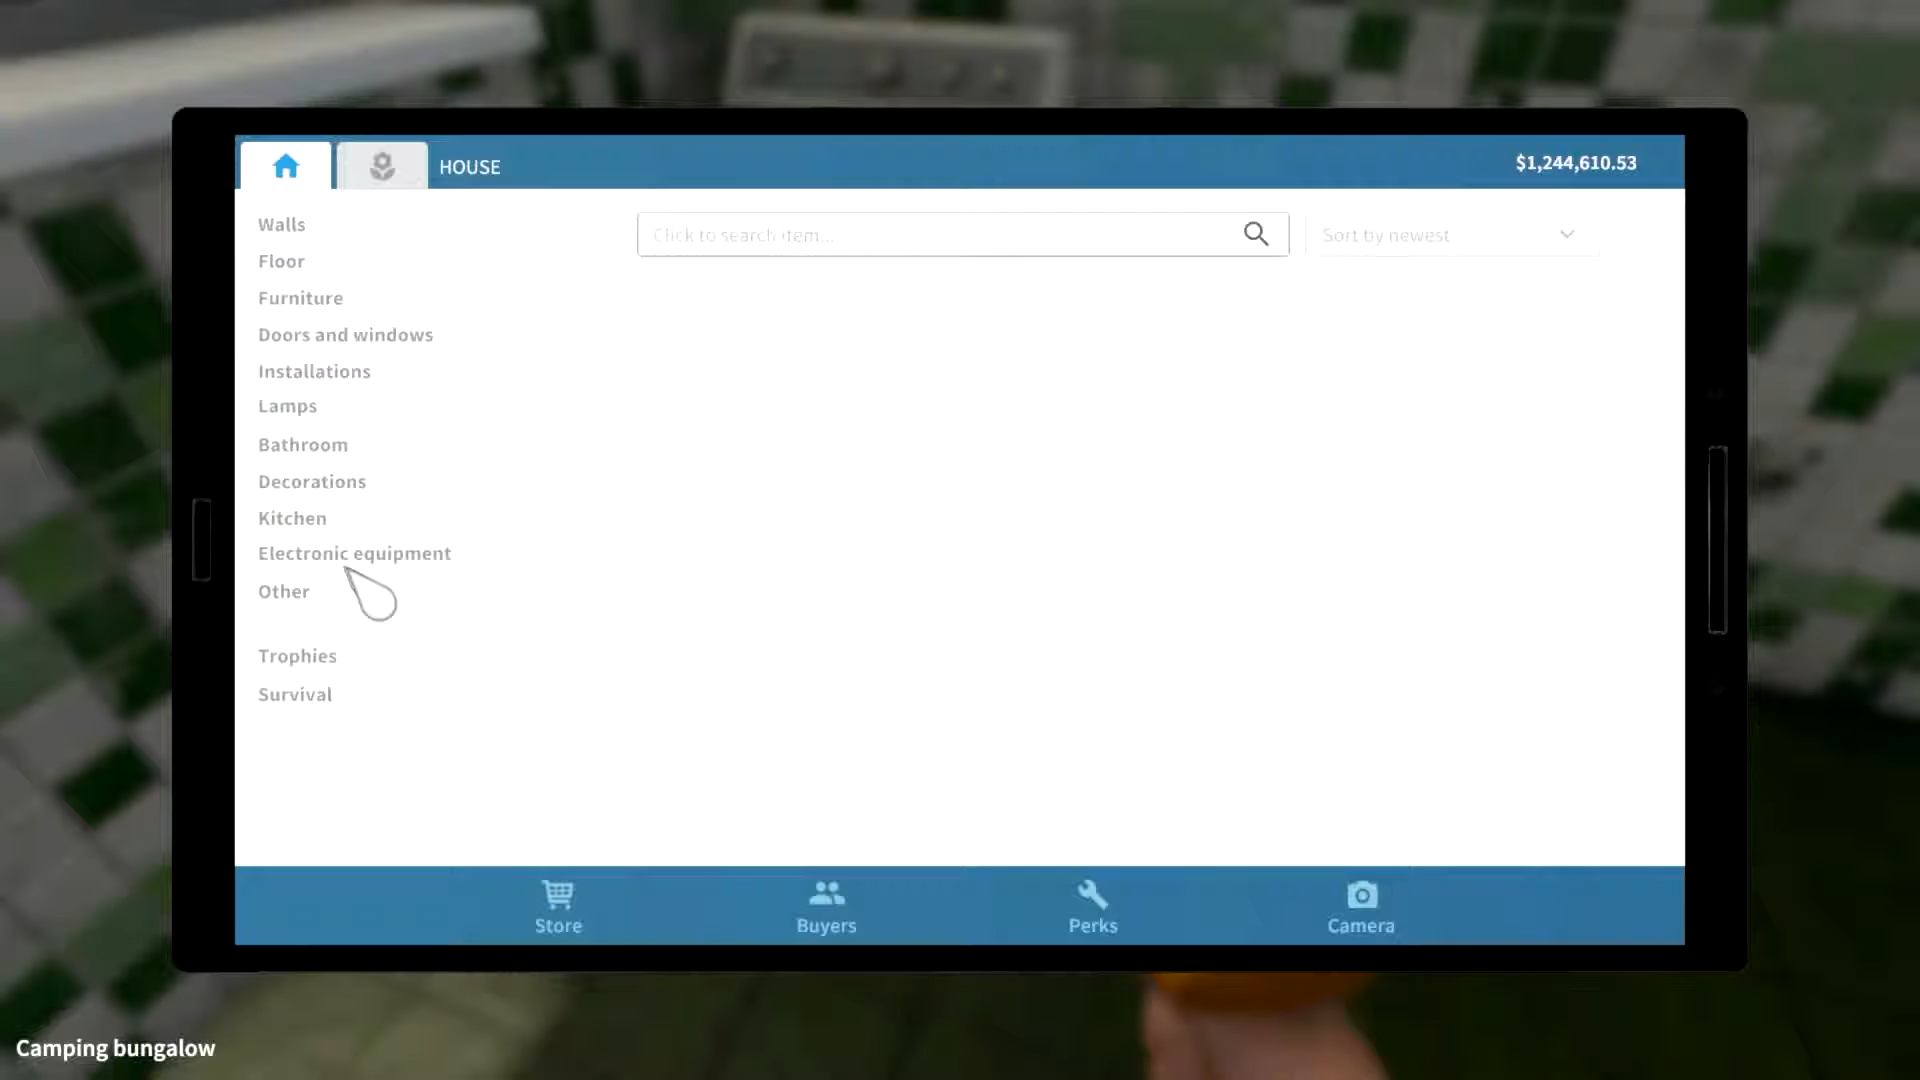 HOUSE
$1,244,610.53
Walls
Click to search item...
Sort by newest
Floor
Furniture
Doors and windows
Installations
Lamps
Bathroom
Decorations
Kitchen
Electronic equipment
Other
Trophies
Survival
Store
Buyers
Perks
Camera
Camping bungalow